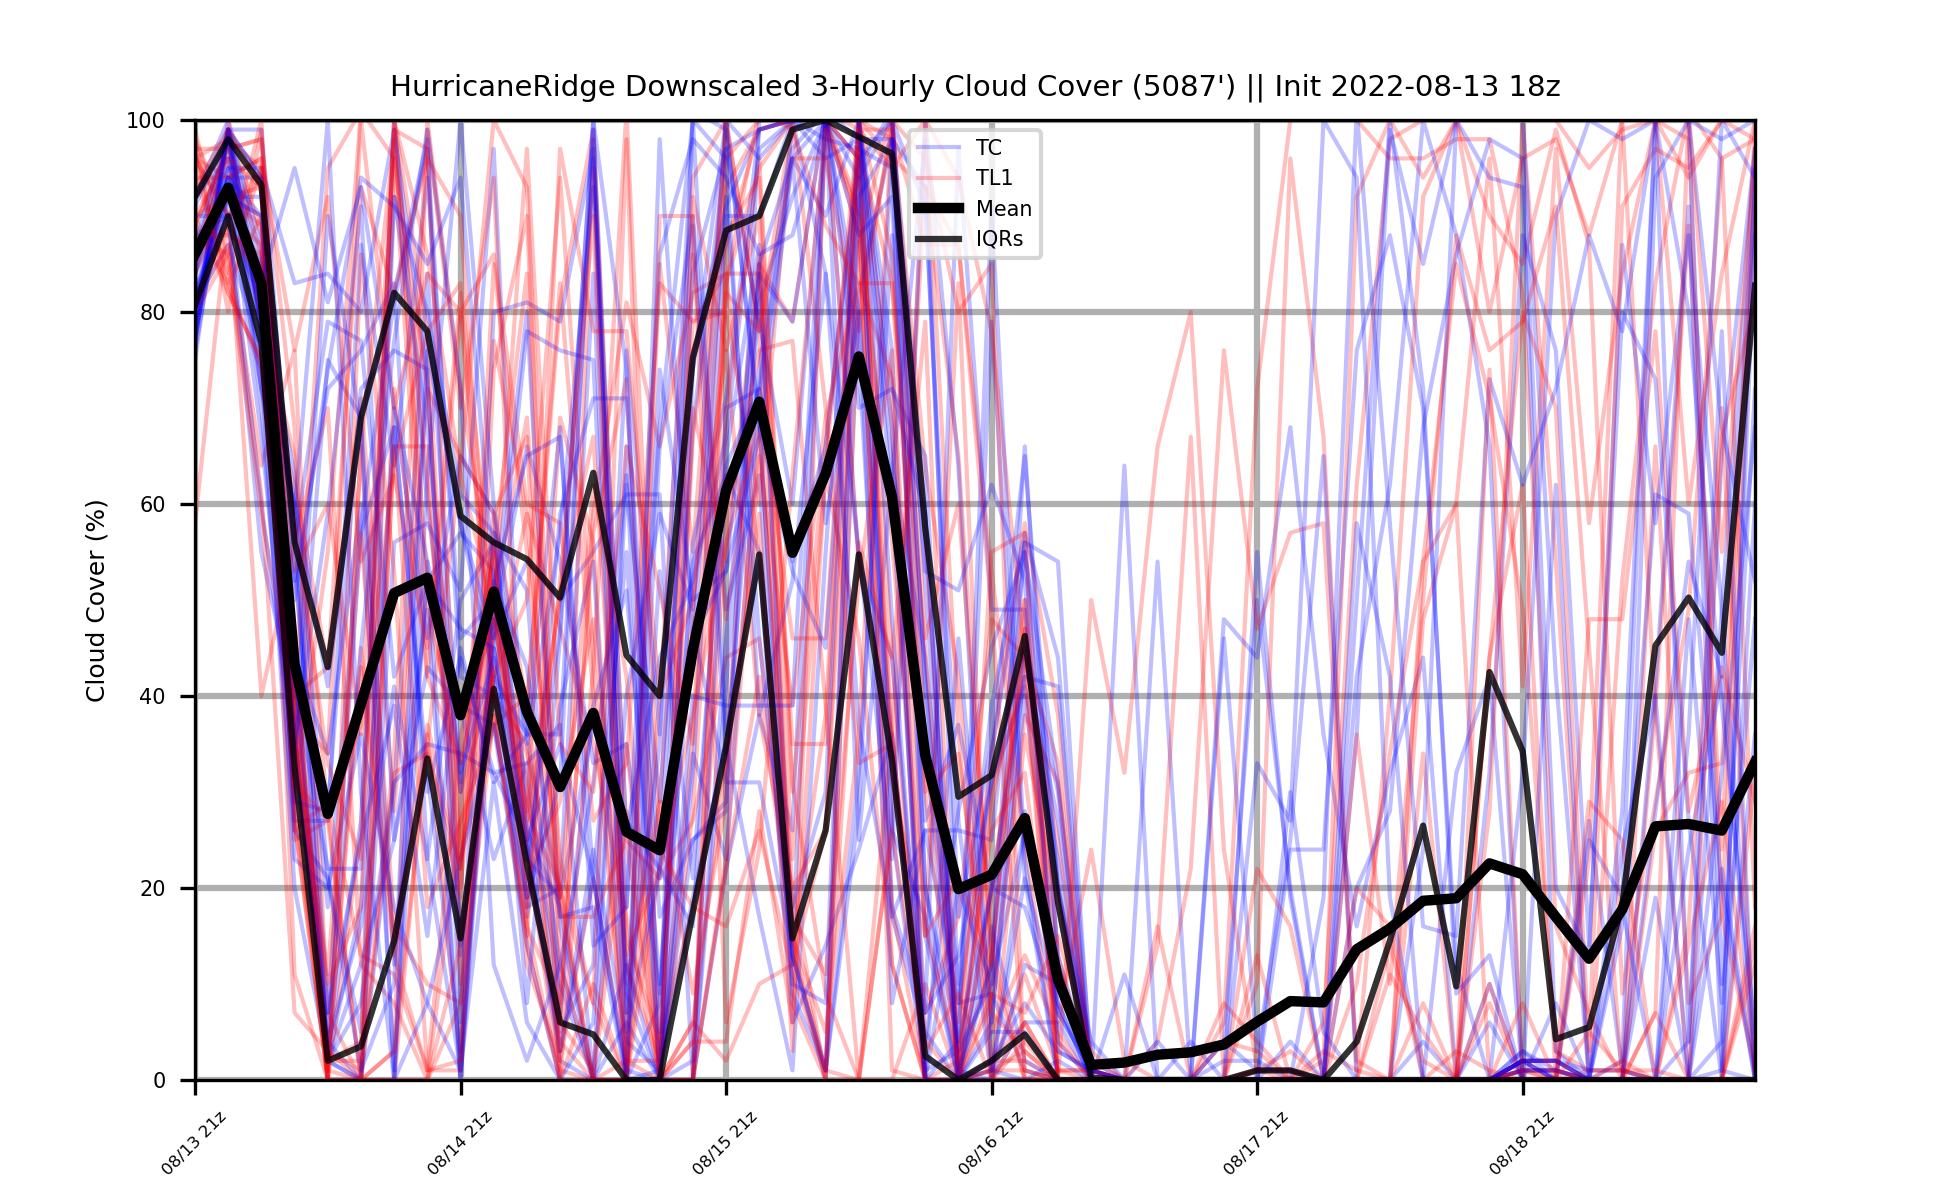 HurricaneRidge Downscaled 3-Hourly Cloud Cover (5087') || Init 2022-08-13 18z
TC
TL1
Mean
IQRs
Cloud Cover (%)
100
80
60
40
20
0
08/13 21z
08/14 21z
08/15 21z
08/16 21z
08/17 21z
08/18 21z